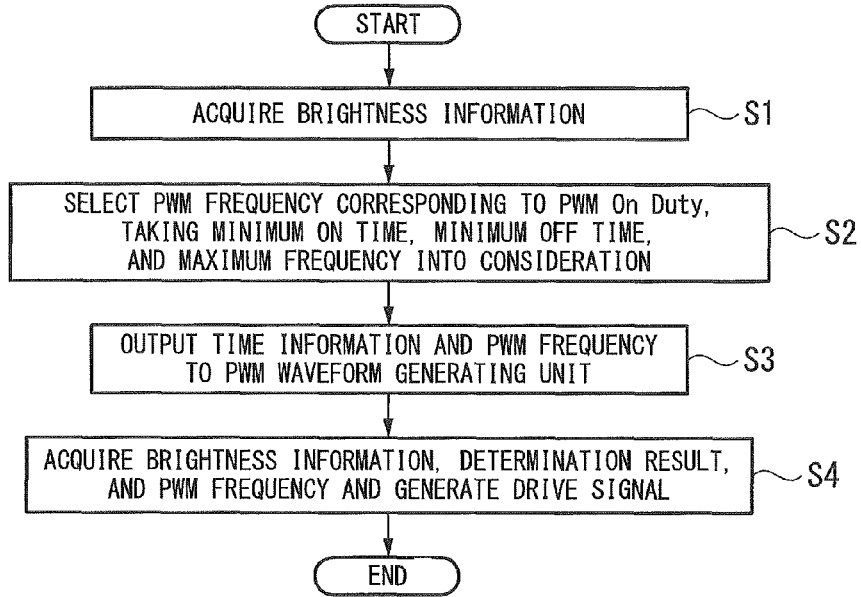 START
ACQUIRE BRIGHTNESS INFORMATION
S1
SELECT PWM FREQUENCY CORRESPONDING TO PWM On Duty,
TAKING MINIMUM ON TIME, MINIMUM OFF TIME,
AND MAXIMUM FREQUENCY INTO CONSIDERATION
S2
OUTPUT TIME INFORMATION AND PWM FREQUENCY
TO PWM WAVEFORM GENERATING UNIT
S3
ACQUIRE BRIGHTNESS INFORMATION, DETERMINATION RESULT,
AND PWM FREQUENCY AND GENERATE DRIVE SIGNAL
S4
END